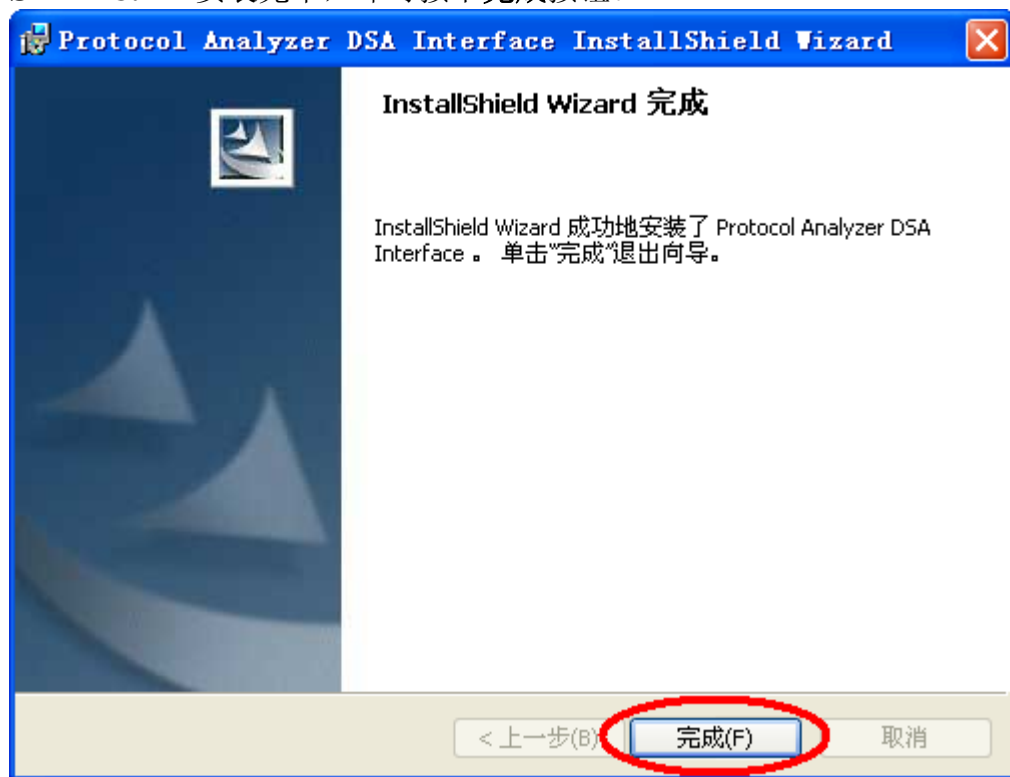 Protocol Analyzer DSA Interface InstallShield Wizard
InstallShield Wizard 完成
InstallShield Wizard 成功地安装了 Protocol Analyzer DSA
Interface 。 单击“完成”退出向导。
<上一步(B)
完成(F)
取消